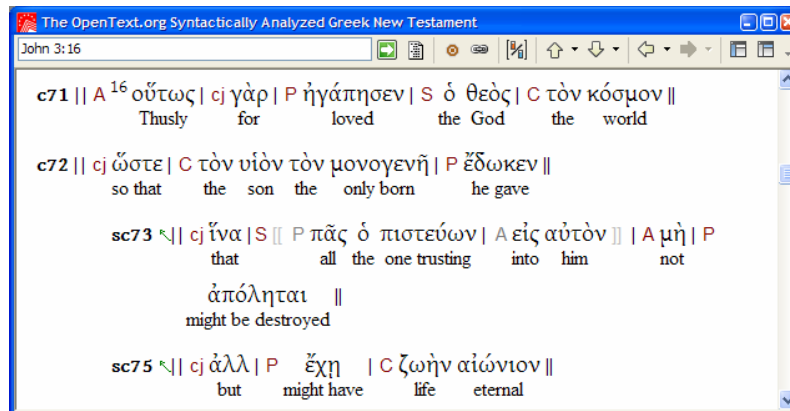 The OpenText.org Syntactically Analyzed Greek New Testament
John 3:16
c71 || A 16 οὕτως | cj γὰρ | P ἠγάπησεν | S ὁ θεὸς | C τὸν κόσμον ||
Thusly for loved the God the world
c72 || cj ὥστε | C τὸν υἱὸν τὸν μονογενῆ | P ἔδωκεν ||
so that the son the only born he gave
sc73 || cj ἵνα | S [[ P πᾶς ὁ πιστεύων | A εἰς αὐτὸν ]] | A μὴ | P
that all the one trusting into him not
ἀπόληται ||
might be destroyed
sc75 || cj ἀλλ | P ἔχῃ | C ζωὴν αἰώνιον ||
but might have life eternal